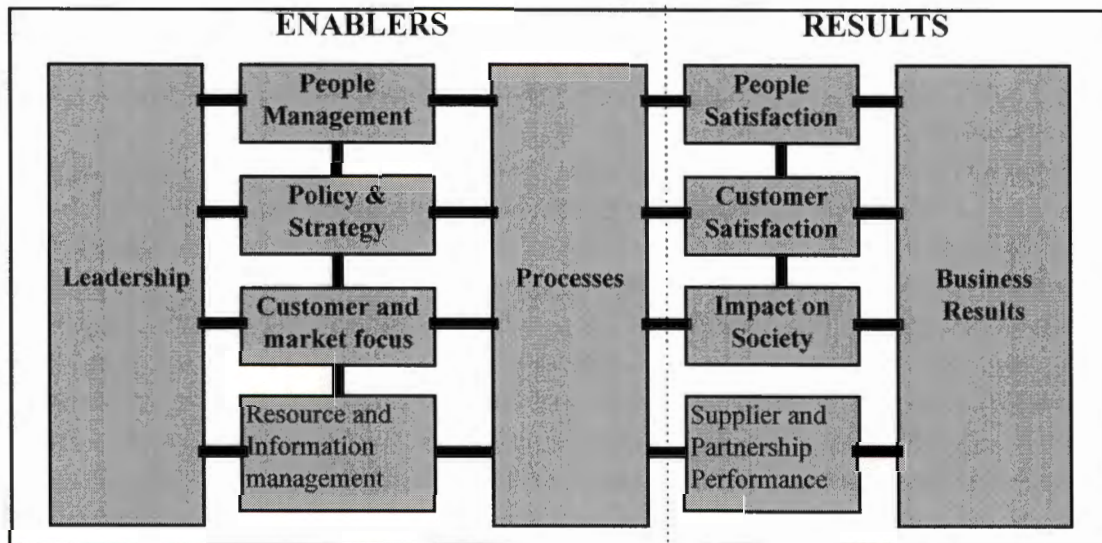 ENABLERS
RESULTS
Leadership
People
Management
Policy &
Strategy
Customer and
market focus
Resource and
Information
management
Processes
People
Satisfaction
Customer
Satisfaction
Impact on
Society
Supplier and
Partnership
Performance
Business
Results